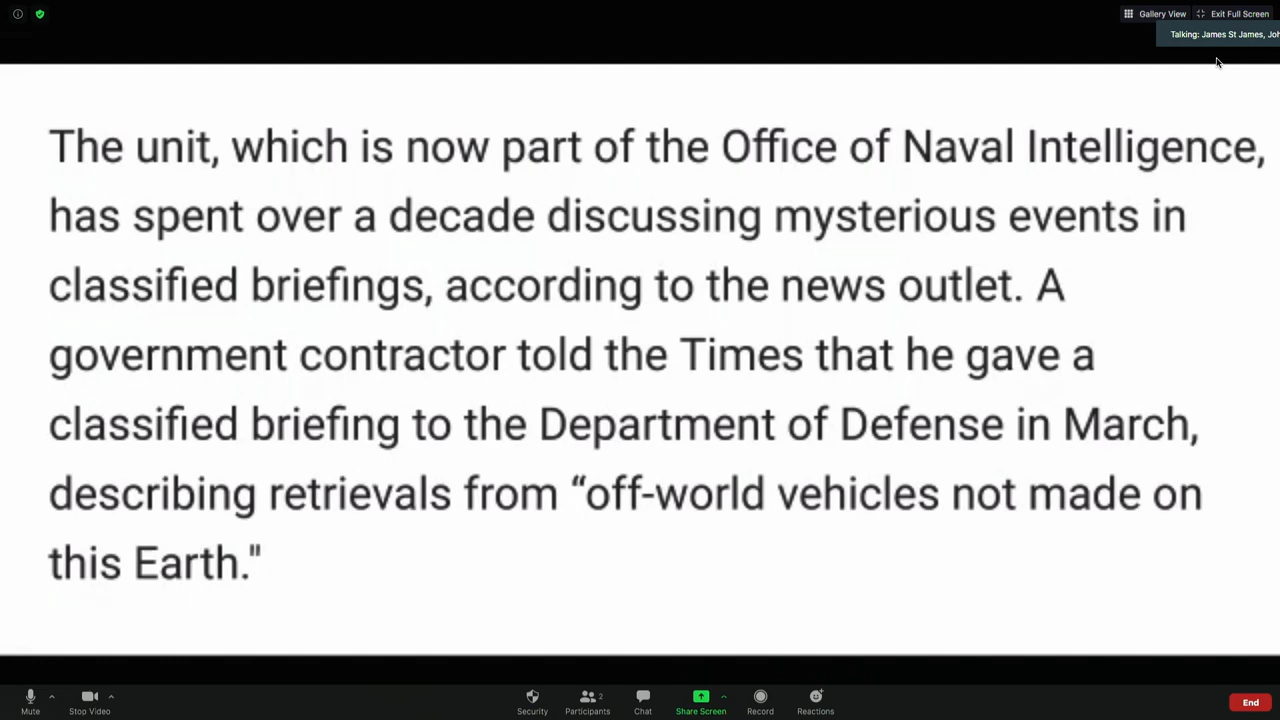 Gallery View Exit Full Screen
Talking: James St James,
The unit, which is now part of the Office of Naval Intelligence,
has spent over a decade discussing mysterious events in
classified briefings, according to the news outlet. A
government contractor told the Times that he gave a
classified briefing to the Department of Defense in March,
describing retrievals from “off-world vehicles not made on
this Earth."
Mute Stop Video Security Participants 2 Chat Share Screen Record Reactions End